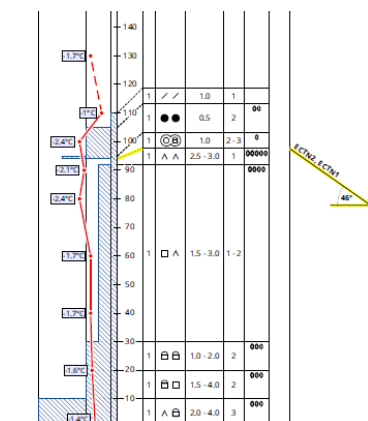 140
-1.7°C 130
120
1 / / 1.0 1
-1°C 110 1 ●● 0.5 2 00
-2.4°C 100 1 1.0 2-3 0
1 ∧ ∧ 2.5 - 3.0 1 00000
ECTN2, ECTN1
-2.1°C 90 0000
-2.4°C 80
46°
70
-1.7°C 60 1 □ ∧ 1.5 - 3.0 1 - 2
50
-1.7°C 40
30
1 1.0 - 2.0 2 000
-1.6°C 20
1 □ 1.5 - 4.0 2 000
10
1 ∧ 2.0 - 4.0 3 000
-1.4°C